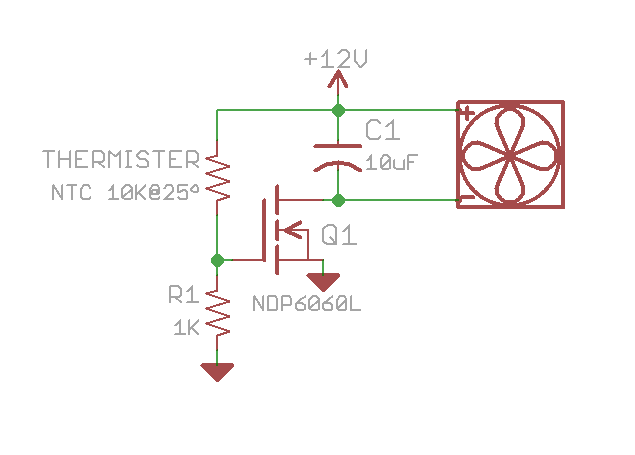 +12V
+
C1
10uF
THERMISTER
NTC 10K@25°
-
Q1
R1
1K
NDP6060L